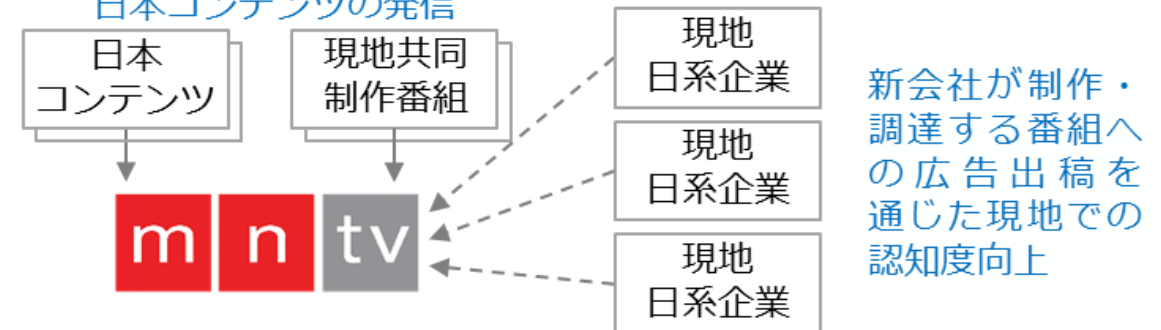 日本コンテンツの発信
日本
コンテンツ
現地共同
制作番組
mntv
現地
日系企業
現地
日系企業
現地
日系企業
新会社が制作・
調達する番組へ
の広告出稿を
通じた現地での
認知度向上